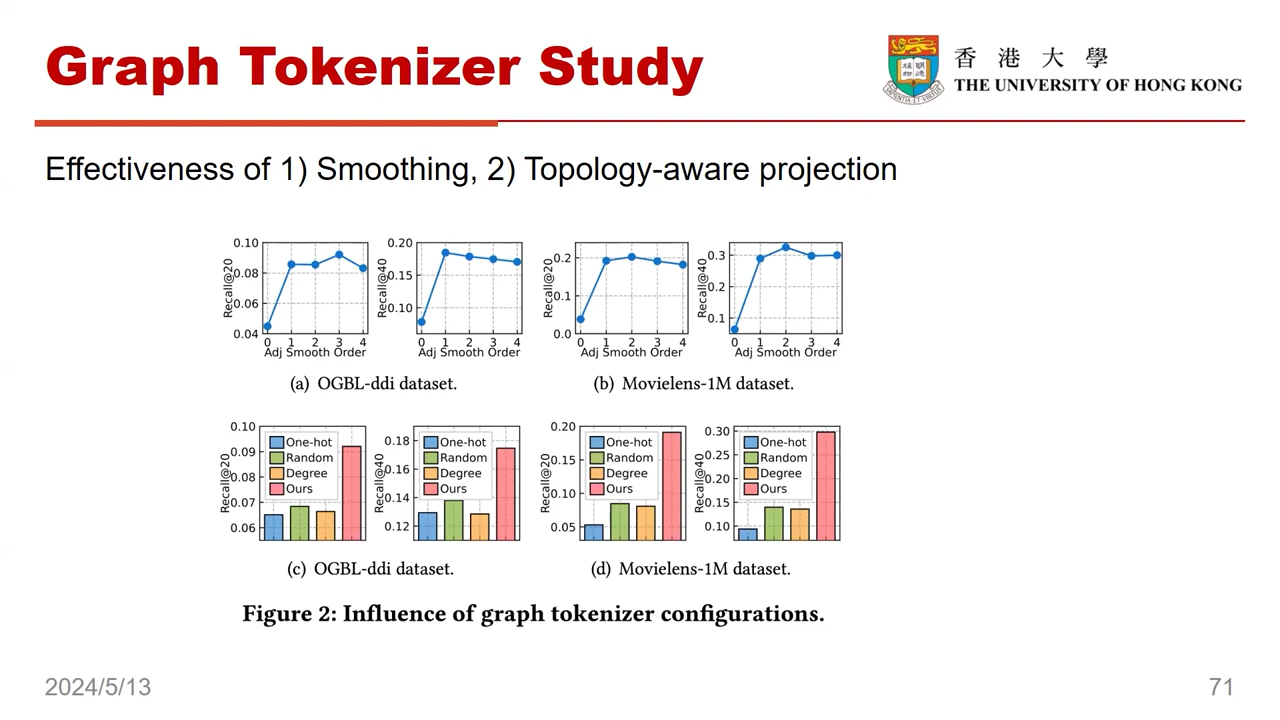 Graph Tokenizer Study
香港大學
THE UNIVERSITY OF HONG KONG
Effectiveness of 1) Smoothing, 2) Topology-aware projection
Recall@20
0.10
0.08
0.06
0.04
0 1 2 3 4
Adj Smooth Order
Recall@40
0.20
0.15
0.10
0 1 2 3 4
Adj Smooth Order
(a) OGBL-ddi dataset.
Recall@20
0.2
0.1
0.0
0 1 2 3 4
Adj Smooth Order
Recall@40
0.3
0.2
0.1
0 1 2 3 4
Adj Smooth Order
(b) Movielens-1M dataset.
Recall@20
0.10
0.09
0.08
0.07
0.06
One-hot
Random
Degree
Ours
Recall@40
0.18
0.16
0.14
0.12
One-hot
Random
Degree
Ours
(c) OGBL-ddi dataset.
Recall@20
0.20
0.15
0.10
0.05
One-hot
Random
Degree
Ours
Recall@40
0.30
0.25
0.20
0.15
0.10
One-hot
Random
Degree
Ours
(d) Movielens-1M dataset.
Figure 2: Influence of graph tokenizer configurations.
2024/5/13
71